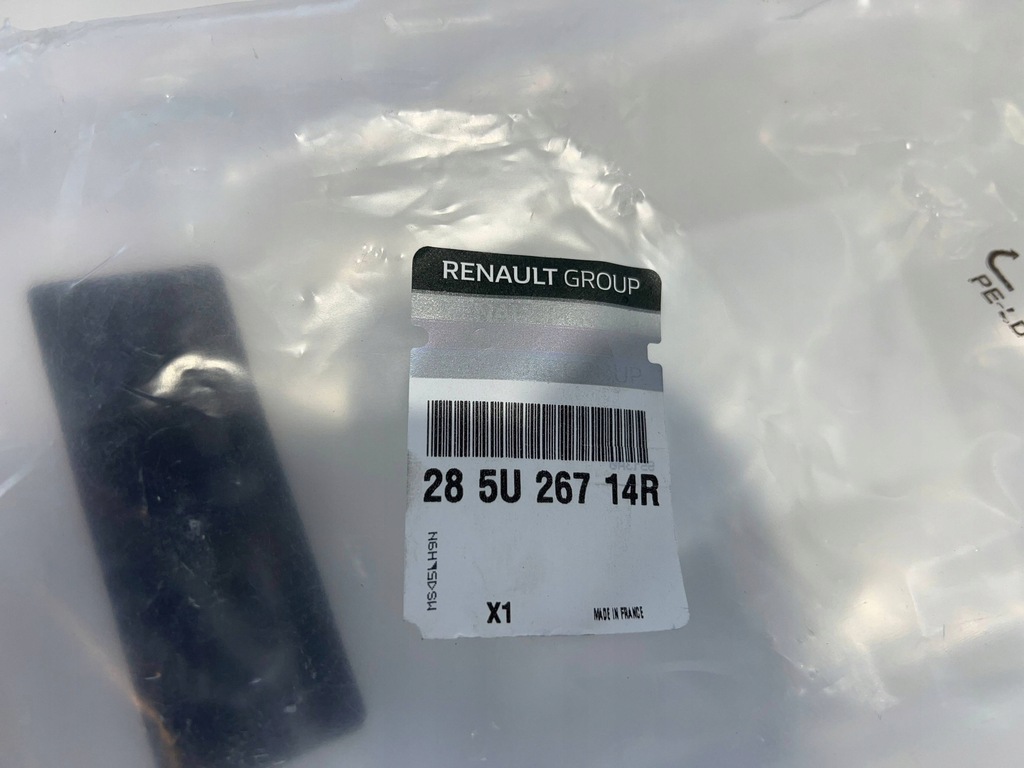 RENAULT GROUP
28 5U 267 14R
X1
MADE IN FRANCE